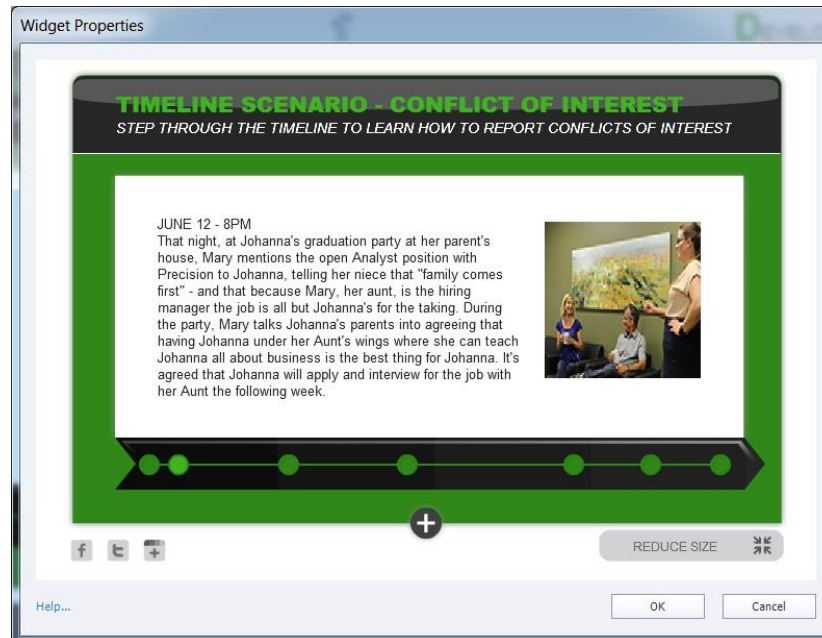 Widget Properties
TIMELINE SCENARIO - CONFLICT OF INTEREST
STEP THROUGH THE TIMELINE TO LEARN HOW TO REPORT CONFLICTS OF INTEREST
JUNE 12 - 8PM
That night, at Johanna's graduation party at her parent's
house, Mary mentions the open Analyst position with
Precision to Johanna, telling her niece that "family comes
first" - and that because Mary, her aunt, is the hiring
manager the job is all but Johanna's for the taking. During
the party, Mary talks Johanna's parents into agreeing that
having Johanna under her Aunt's wings where she can teach
Johanna all about business is the best thing for Johanna. It's
agreed that Johanna will apply and interview for the job with
her Aunt the following week.
REDUCE SIZE
Help...
OK
Cancel